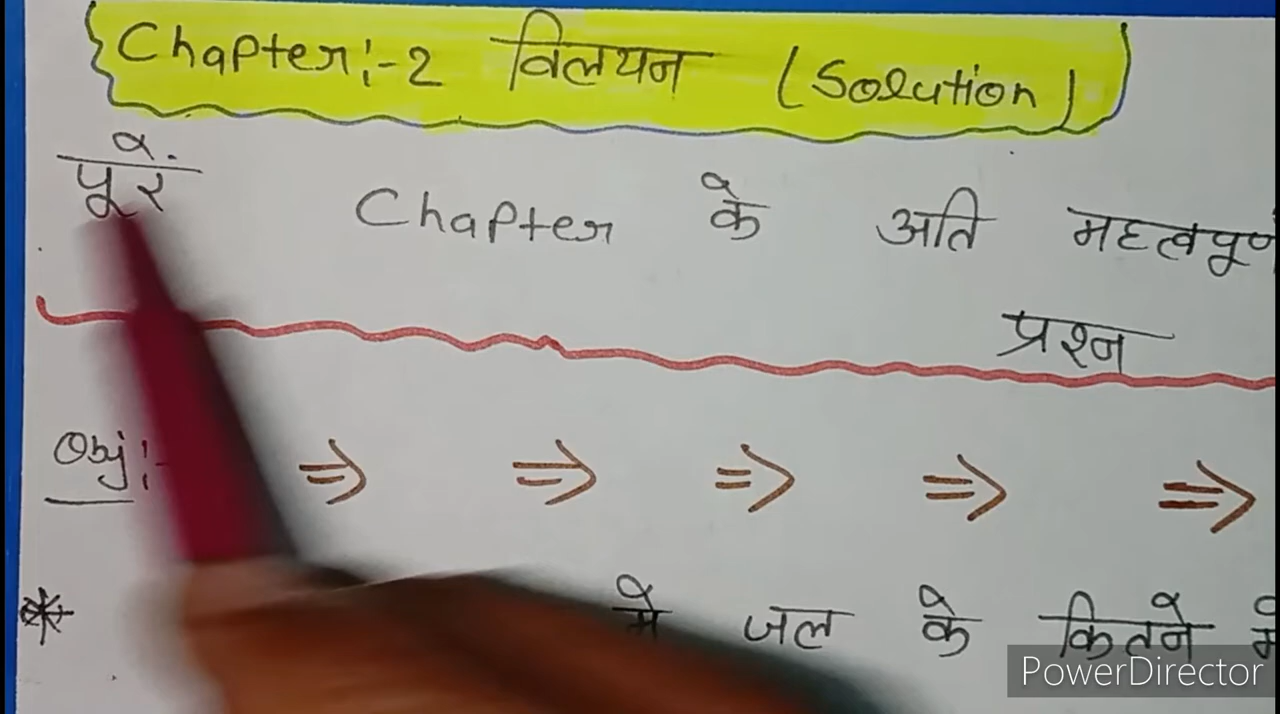 Chapter:-2 विलयन (Solution)
पूरे Chapter के अति महत्वपूर्ण
प्रश्न
Obj:- ⇒ ⇒ ⇒ ⇒ ⇒
* में जल के कितने
PowerDirector